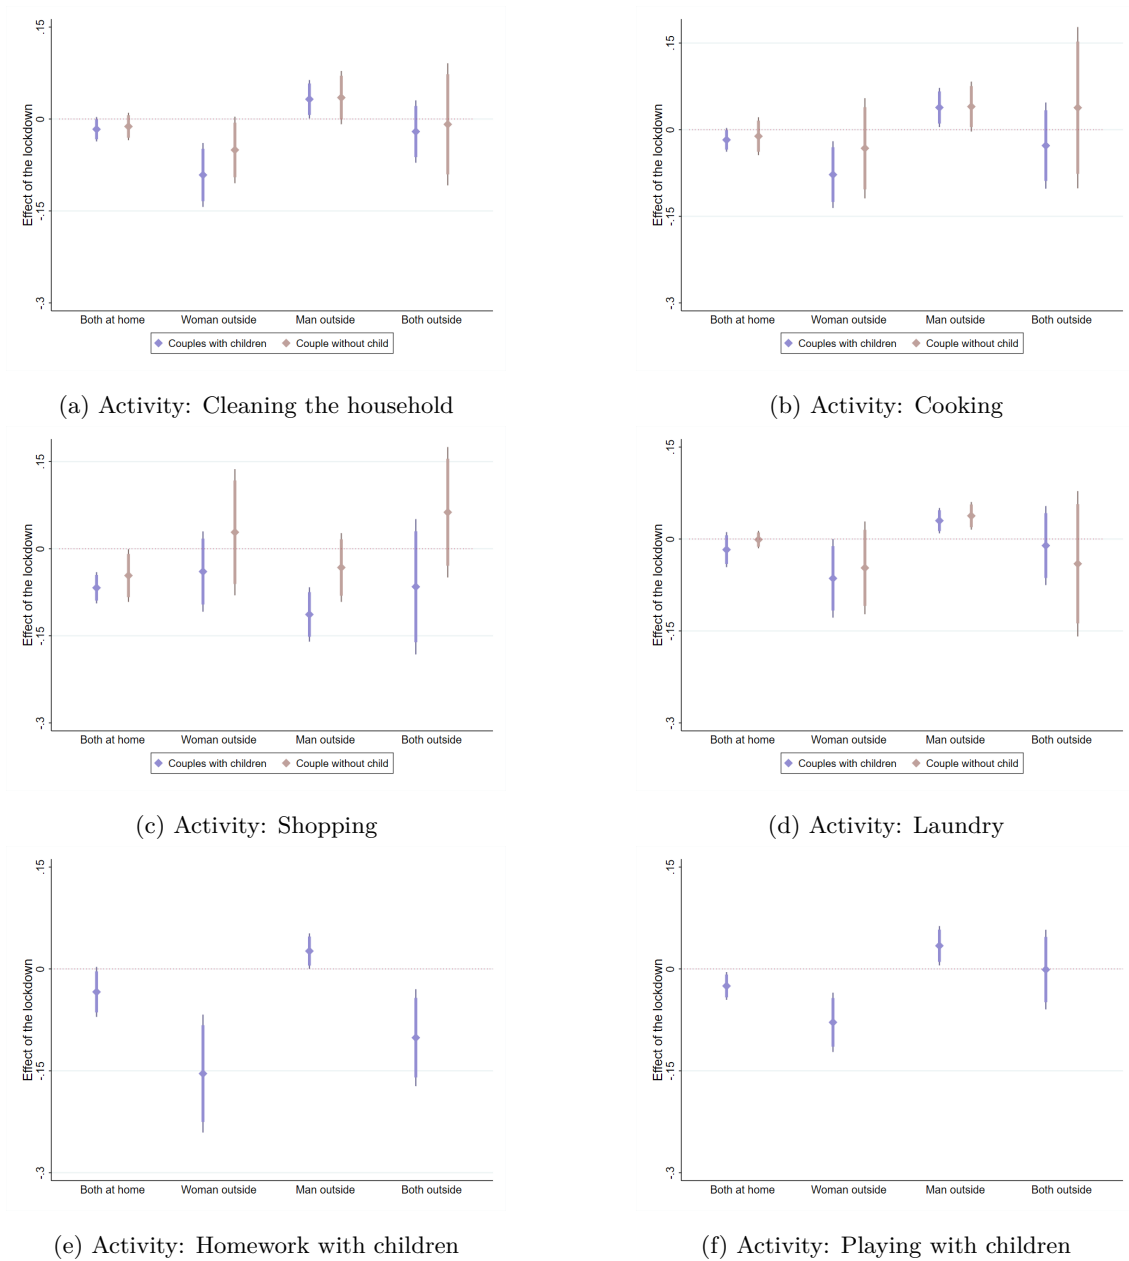 .15
0
-.15
-.3
Effect of the lockdown
Both at home Woman outside Man outside Both outside
Couples with children Couple without child
(a) Activity: Cleaning the household
.15
0
-.15
-.3
Effect of the lockdown
Both at home Woman outside Man outside Both outside
Couples with children Couple without child
(b) Activity: Cooking
.15
0
-.15
-.3
Effect of the lockdown
Both at home Woman outside Man outside Both outside
Couples with children Couple without child
(c) Activity: Shopping
.15
0
-.15
-.3
Effect of the lockdown
Both at home Woman outside Man outside Both outside
Couples with children Couple without child
(d) Activity: Laundry
.15
0
-.15
-.3
Effect of the lockdown
Both at home Woman outside Man outside Both outside
(e) Activity: Homework with children
.15
0
-.15
-.3
Effect of the lockdown
Both at home Woman outside Man outside Both outside
(f) Activity: Playing with children